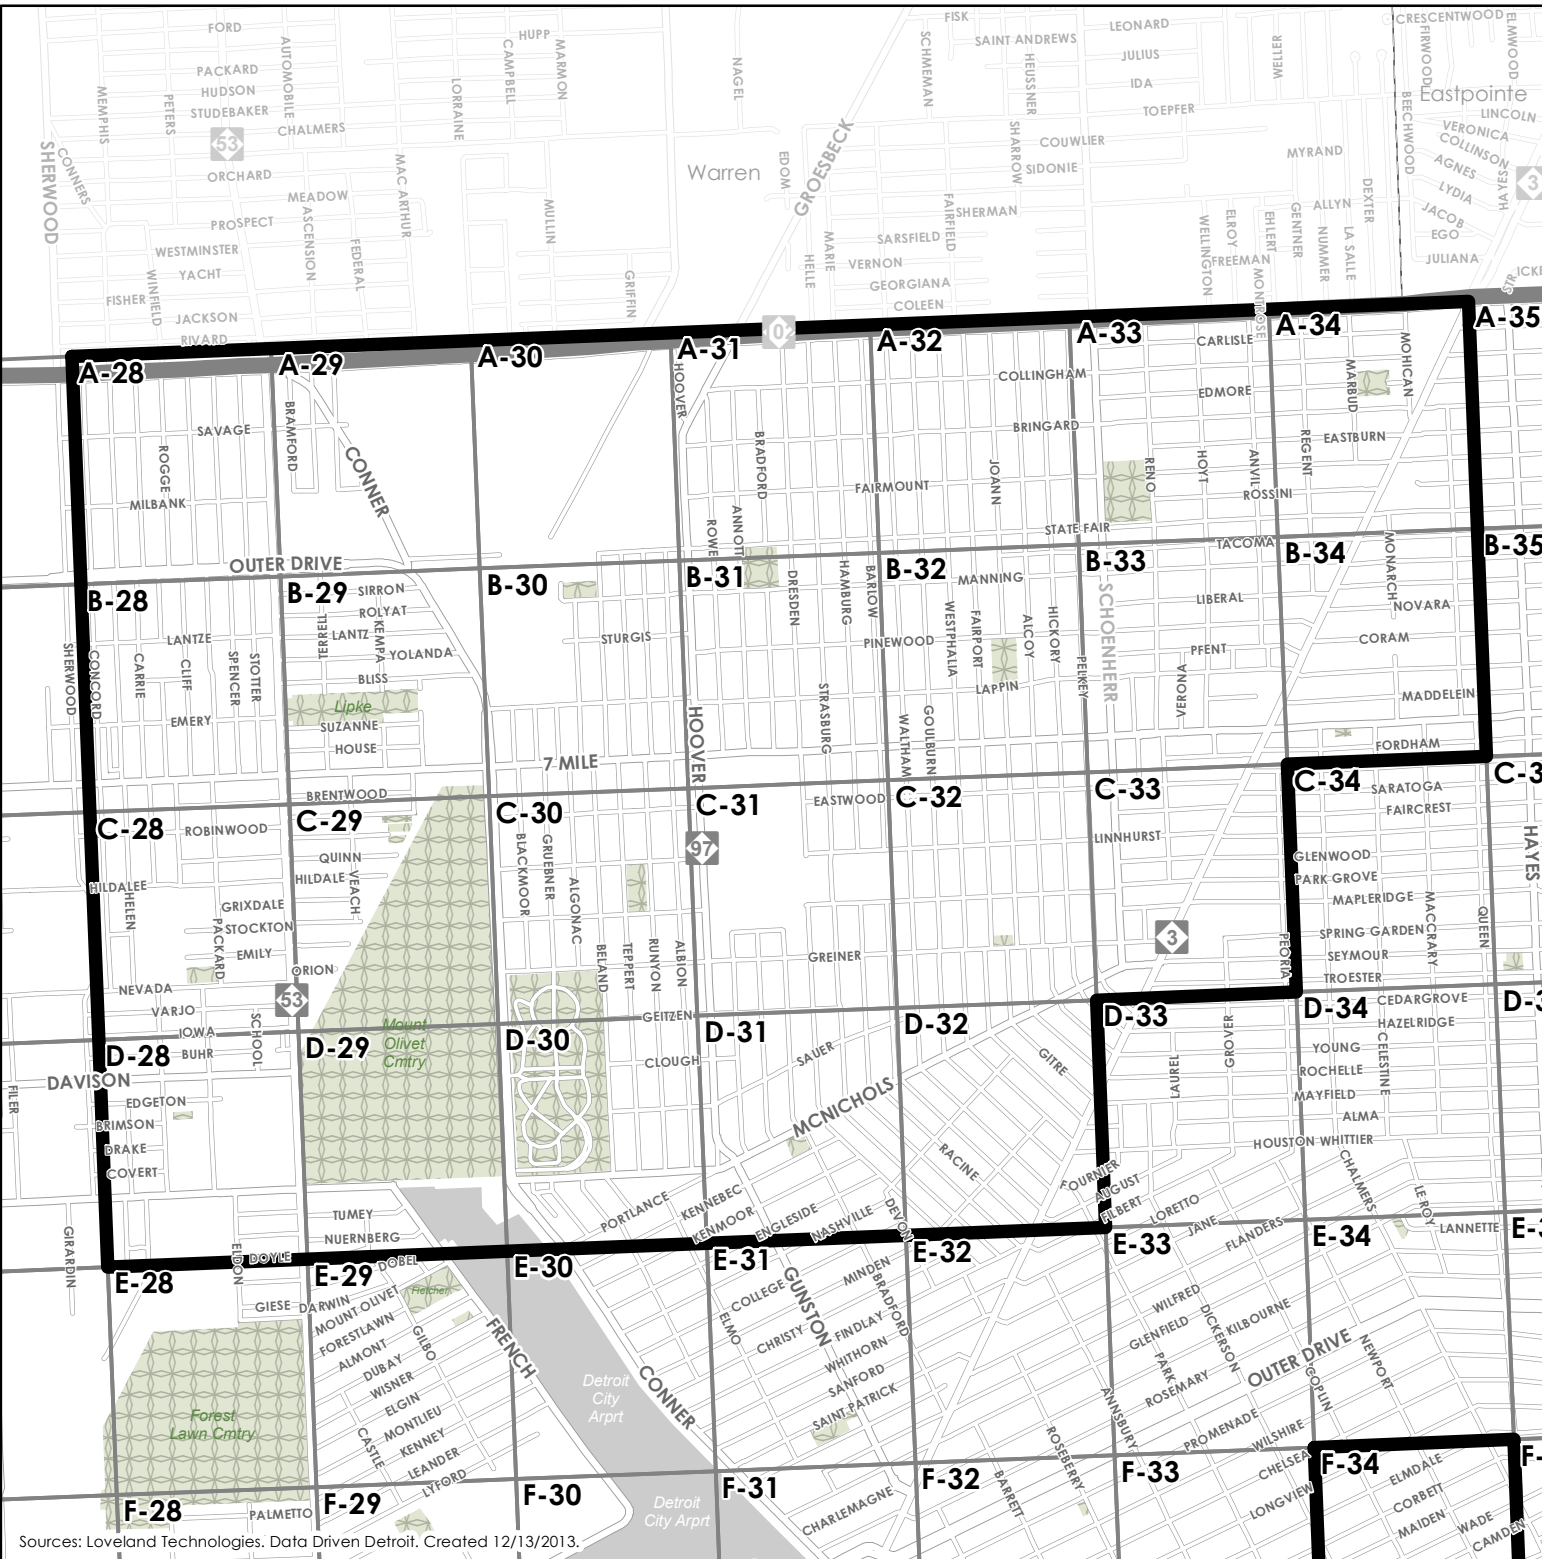 FORD
HUPP
FISK
SAINT ANDREWS
LEONARD
CRESCENTWOOD
ELMWOOD
FIRWOOD
AUTOMOBILE
CAMPBELL
MARMON
SCHMEMAN
HEUSSNER
JULIUS
WELLER
PACKARD
HUDSON
STUDEBAKER
MEMPHIS
PETERS
LORRAINE
NAGEL
IDA
TOEPFER
BEECHWOOD
Eastpointe
LINCOLN
VERONICA
COLLINSON
AGNES
LYDIA
JACOB
EGO
JULIANA
HAYES
3
53
CHALMERS
SHERWOOD
CONNERS
ORCHARD
MEADOW
MAC ARTHUR
Warren
EDOM
GROESBECK
SHARROW
COUWLIER
SIDONIE
MYRAND
DEXTER
ALLYN
PROSPECT
ASCENSION
MULLIN
FAIRFIELD
SHERMAN
WELLINGTON
ELROY
EHLERT
GENTNER
NUMMER
LA SALLE
WESTMINSTER
YACHT
FEDERAL
SARSFIELD
MARIE
HELLE
VERNON
GEORGIANA
COLEEN
FREEMAN
MONTROSE
WINFIELD
FISHER
JACKSON
RIVARD
GRIFFIN
102
A-28
A-29
A-30
A-31
A-32
A-33
A-34
A-35
CARLISLE
MOHICAN
HOOVER
COLLINGHAM
EDMORE
MARBUD
SAVAGE
BRAMFORD
CONNER
ROGGE
BRADFORD
BRINGARD
EASTBURN
REGENT
MILBANK
FAIRMOUNT
JOANN
RENO
HOYT
ANVIL
ROSSINI
ROWE
ANNOTT
STATE FAIR
TACOMA
MONARCH
OUTER DRIVE
B-28
B-29
B-30
B-31
B-32
B-33
B-34
B-35
SIRRON
ROLYAT
LANTZ
YOLANDA
BLISS
TERRELL
KEMPA
DRESDEN
HAMBURG
BARLOW
MANNING
LIBERAL
NOVARA
LANTZE
STURGIS
PINEWOOD
WESTPHALIA
FAIRPORT
ALCOY
HICKORY
SCHOENHERR
CORAM
SHERWOOD
CONCORD
CARRIE
CLIFF
SPENCER
STOTTER
PFENT
PELKEY
VERONA
LAPPIN
MADDELEIN
Lipke
EMERY
SUZANNE
HOUSE
STRASBURG
WALTHAM
GOULBURN
HOOVER
FORDHAM
7 MILE
BRENTWOOD
C-28
C-29
C-30
C-31
C-32
C-33
C-34
EASTWOOD
SARATOGA
FAIRCREST
ROBINWOOD
LINNHURST
HAYES
97
QUINN
HILDALE
VEACH
BLACKMOOR
GRUEBNER
ALGONAC
GLENWOOD
PARK GROVE
MAPLERIDGE
HILDALEE
HELEN
GRIXDALE
STOCKTON
EMILY
PACKARD
MACCRARY
QUEEN
SPRING GARDEN
SEYMOUR
TROESTER
PEORIA
3
GREINER
BELAND
TEPPERT
RUNYON
ALBION
ORION
53
NEVADA
VARJO
IOWA
BUHR
SCHOOL
GEITZEN
CEDARGROVE
HAZELRIDGE
D-28
D-29
D-30
D-31
D-32
D-33
D-34
Mount
Olivet
Cmtry
DAVISON
CLOUGH
SAUER
GITRE
LAUREL
GROVER
YOUNG
ROCHELLE
MAYFIELD
CELESTINE
ALMA
FILER
EDGETON
BRIMSON
DRAKE
COVERT
MCNICHOLS
RACINE
HOUSTON WHITTIER
CHALMERS
LE ROY
LANNETTE
FOURNIER
AUGUST
FILBERT
LORETTO
JANE
FLANDERS
PORTLANCE
KENNEBEC
KENMOOR
ENGLESIDE
NASHVILLE
DEVON
GIRARDIN
TUMEY
NUERNBERG
ELDON
DOYLE
DOBEL
E-28
E-29
E-30
E-31
E-32
E-33
E-34
Fletcher
GIESE
DARWIN
MOUNT OLIVET
FORESTLAWN
ALMONT
DUBAY
WISNER
ELGIN
MONTLIEU
KENNEY
LEANDER
LYFORD
GILBO
CASTLE
FRENCH
CONNER
Detroit
City
Arprt
COLLEGE
ELMO
GUNSTON
MINDEN
BRADFORD
CHRISTY
FINDLAY
WHITHORN
SANFORD
SAINT PATRICK
WILFRED
GLENFIELD
DICKERSON
KILBOURNE
PARK
ROSEMARY
OUTER DRIVE
NEWPORT
COPLIN
ANNSBURY
PROMENADE
WILSHIRE
CHELSEA
LONGVIEW
ROSEBERRY
BARRETT
CHARLEMAGNE
Forest
Lawn Cmtry
F-28
F-29
F-30
F-31
F-32
F-33
F-34
PALMETTO
Detroit
City Arprt
ELMDALE
CORBETT
MAIDEN
WADE
CAMDEN
Sources: Loveland Technologies. Data Driven Detroit. Created 12/13/2013.